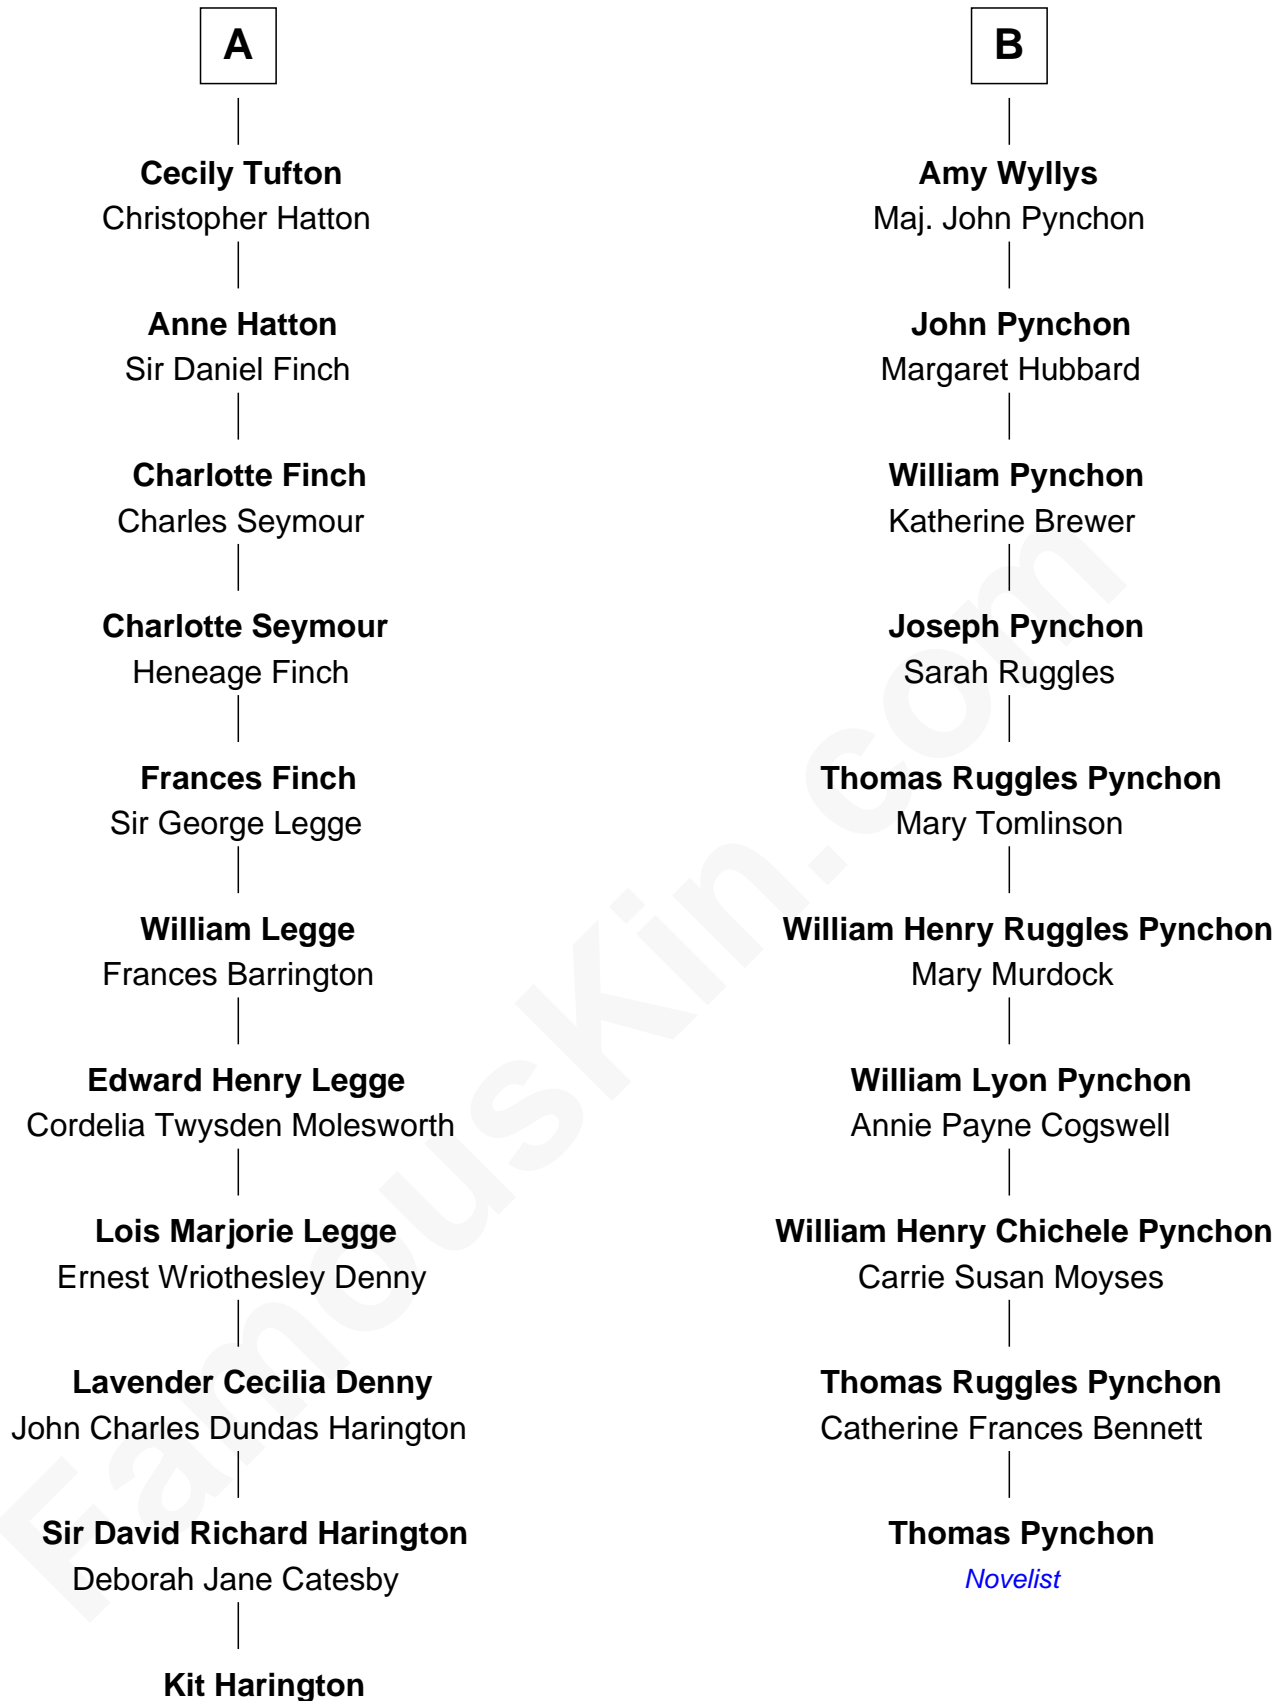 A
Cecily Tufton
Christopher Hatton
Anne Hatton
Sir Daniel Finch
Charlotte Finch
Charles Seymour
Charlotte Seymour
Heneage Finch
Frances Finch
Sir George Legge
William Legge
Frances Barrington
Edward Henry Legge
Cordelia Twysden Molesworth
Lois Marjorie Legge
Ernest Wriothesley Denny
Lavender Cecilia Denny
John Charles Dundas Harington
Sir David Richard Harington
Deborah Jane Catesby
Kit Harington
B
Amy Wyllys
Maj. John Pynchon
John Pynchon
Margaret Hubbard
William Pynchon
Katherine Brewer
Joseph Pynchon
Sarah Ruggles
Thomas Ruggles Pynchon
Mary Tomlinson
William Henry Ruggles Pynchon
Mary Murdock
William Lyon Pynchon
Annie Payne Cogswell
William Henry Chichele Pynchon
Carrie Susan Moyses
Thomas Ruggles Pynchon
Catherine Frances Bennett
Thomas Pynchon
Novelist
FamousKin.com